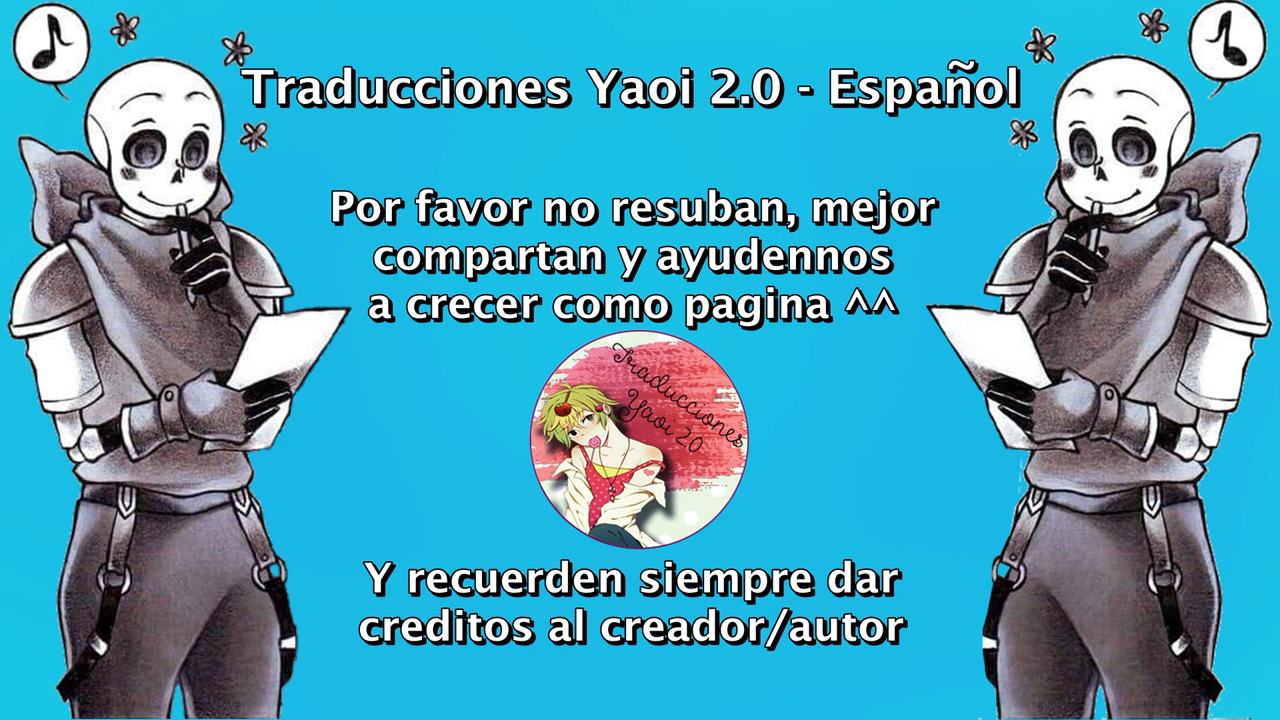 Traducciones Yaoi 2.0 - Español
Por favor no resuban, mejor
compartan y ayudennos
a crecer como pagina ^^
Traducciones
Yaoi 2.0
Y recuerden siempre dar
creditos al creador/autor